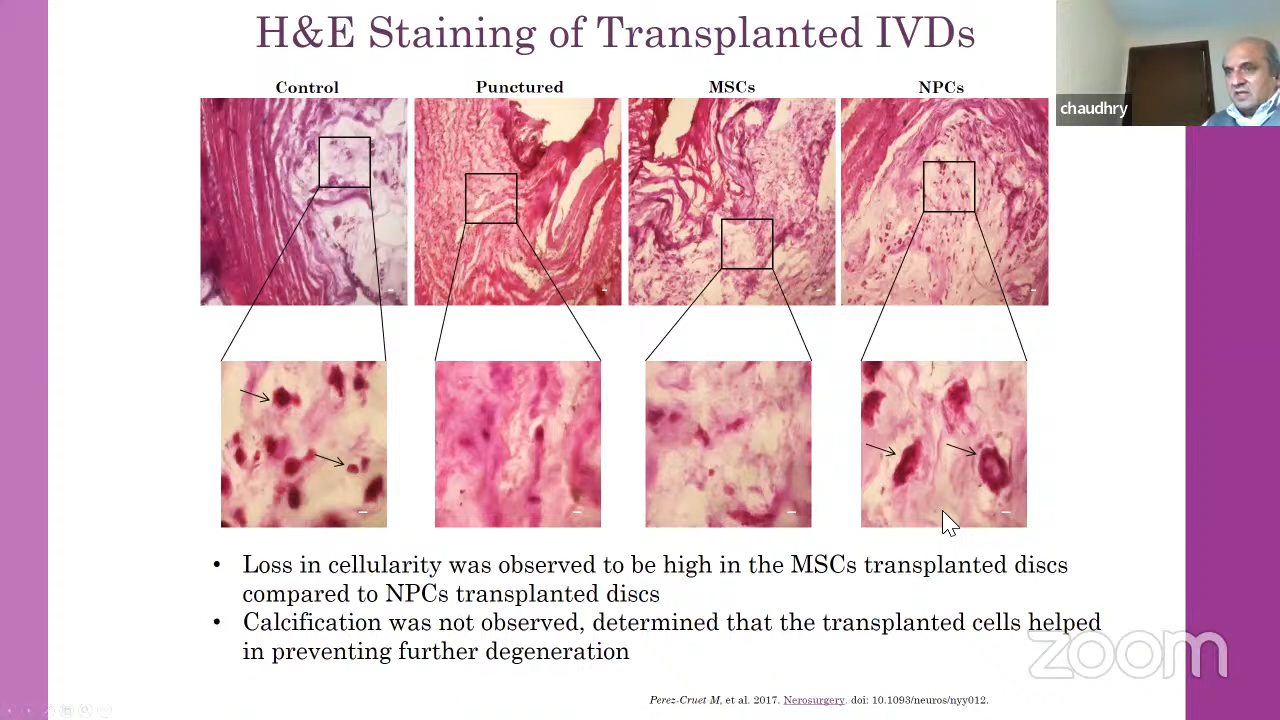 H&E Staining of Transplanted IVDs
chaudhry
Control
Punctured
MSCs
NPCs
• Loss in cellularity was observed to be high in the MSCs transplanted discs
compared to NPCs transplanted discs
• Calcification was not observed, determined that the transplanted cells helped
in preventing further degeneration
zoom
Perez-Cruet M, et al. 2017. Nerosurgery. doi: 10.1093/neuros/nyy012.